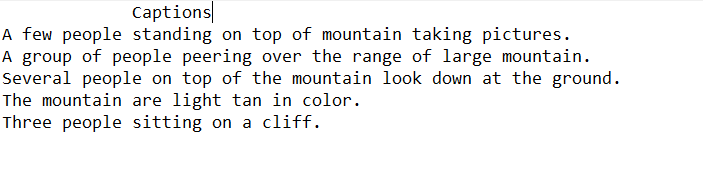 Captions
A few people standing on top of mountain taking pictures.
A group of people peering over the range of large mountain.
Several people on top of the mountain look down at the ground.
The mountain are light tan in color.
Three people sitting on a cliff.